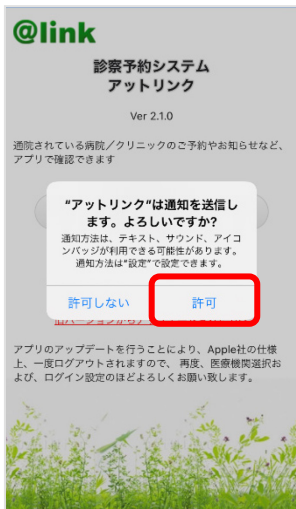 @link
診察予約システム
アットリンク
Ver 2.1.0
通院されている病院／クリニックのご予約やお知らせなど、
アプリで確認できます
“アットリンク”は通知を送信し
ます。よろしいですか?
通知方法は、テキスト、サウンド、アイコ
ンバッジが利用できる可能性があります。
通知方法は“設定”で設定できます。
許可しない
許可
旧バージョンから
アプリのアップデートを行うことにより、Apple社の仕様
上、一度ログアウトされますので、 再度、医療機関選択お
よび、ログイン設定のほどよろしくお願い致します。